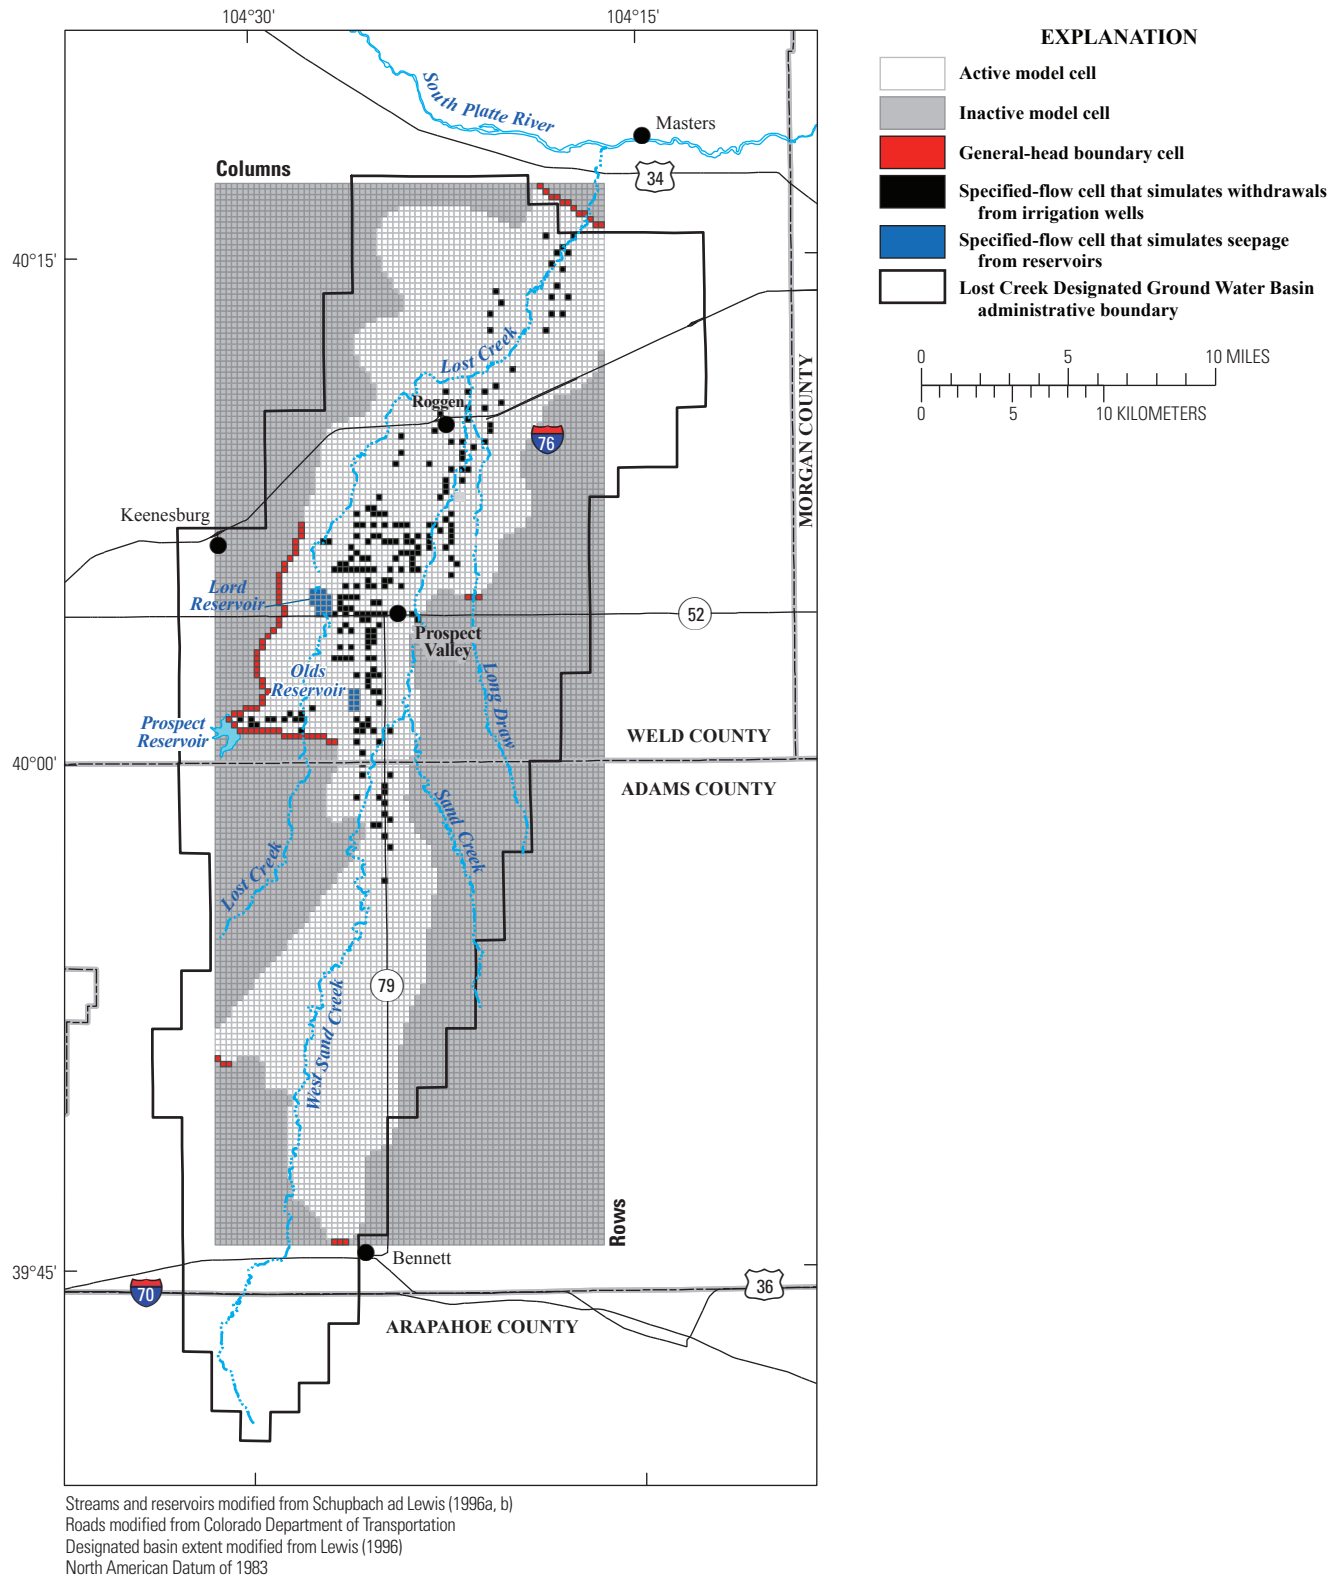 104°30'
104°15'
EXPLANATION
Active model cell
Inactive model cell
General-head boundary cell
Specified-flow cell that simulates withdrawals
from irrigation wells
Specified-flow cell that simulates seepage
from reservoirs
Lost Creek Designated Ground Water Basin
administrative boundary
0 5 10 MILES
0 5 10 KILOMETERS
South Platte River
Masters
34
Columns
40°15'
Lost Creek
Roggen
76
MORGAN COUNTY
Keenesburg
Lord
Reservoir
52
Prospect
Valley
Olds
Reservoir
Long Draw
Prospect
Reservoir
WELD COUNTY
40°00'
ADAMS COUNTY
Sand Creek
Lost Creek
79
West Sand Creek
Rows
Bennett
39°45'
70
36
ARAPAHOE COUNTY
Streams and reservoirs modified from Schupbach ad Lewis (1996a, b)
Roads modified from Colorado Department of Transportation
Designated basin extent modified from Lewis (1996)
North American Datum of 1983